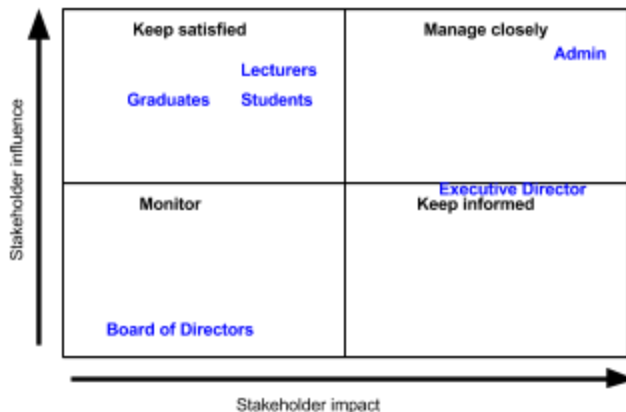 Keep satisfied
Manage closely
Admin
Lecturers
Graduates
Students
Executive Director
Monitor
Keep informed
Board of Directors
Stakeholder influence
Stakeholder impact